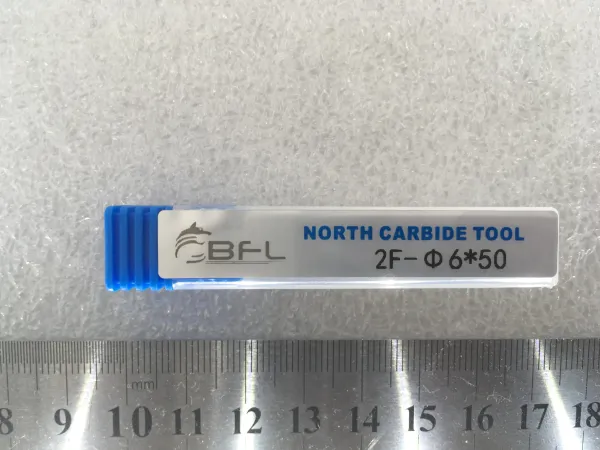 BFL
NORTH CARBIDE TOOL
2F-Φ6*50
mm
8 9 10 11 12 13 14 15 16 17 18